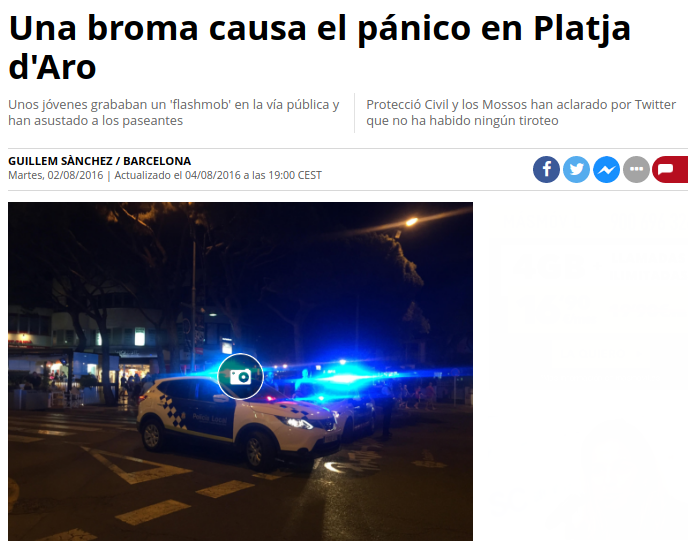 Una broma causa el pánico en Platja
d'Aro
Unos jóvenes grababan un 'flashmob' en la vía pública y
han asustado a los paseantes
Protecció Civil y los Mossos han aclarado por Twitter
que no ha habido ningún tiroteo
GUILLEM SÀNCHEZ / BARCELONA
Martes, 02/08/2016 | Actualizado el 04/08/2016 a las 19:00 CEST